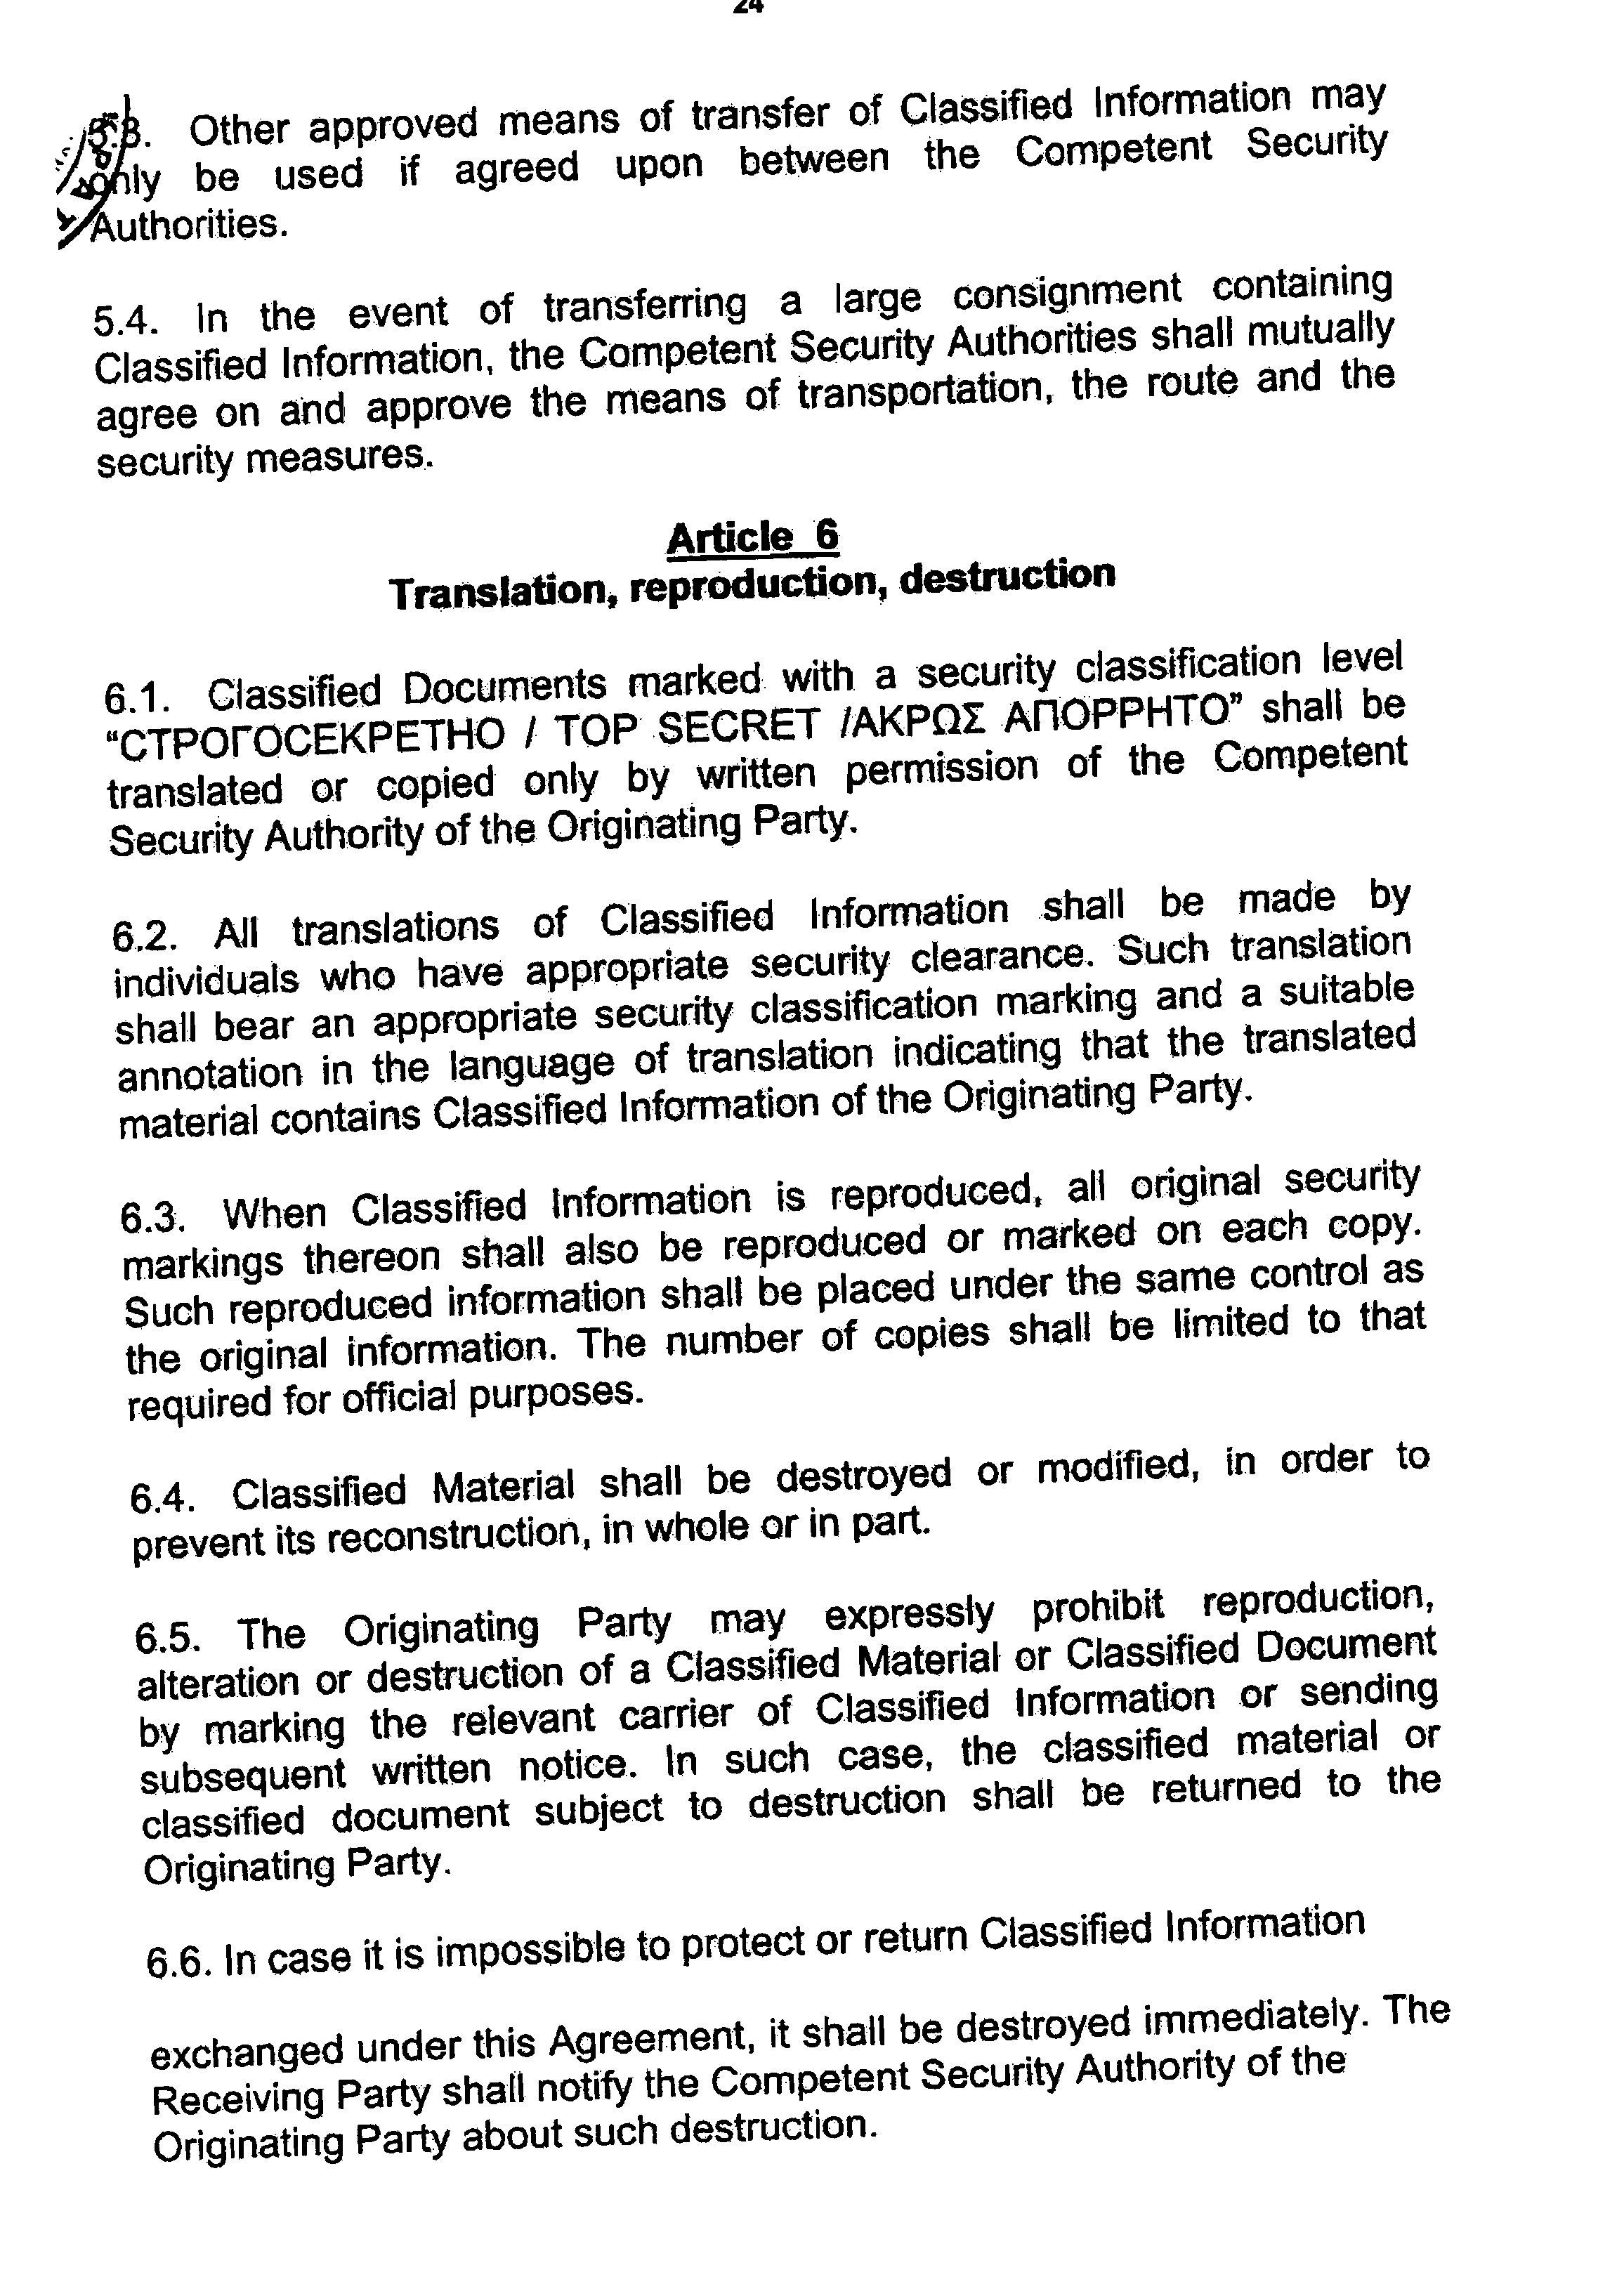 24
5.3. Other approved means of transfer of Classified Information may
only be used if agreed upon between the Competent Security
Authorities.
5.4. In the event of transferring a large consignment containing
Classified Information, the Competent Security Authorities shall mutually
agree on and approve the means of transportation, the route and the
security measures.
Article 6
Translation, reproduction, destruction
6.1. Classified Documents marked with a security classification level
“СТРОГОСЕКРЕТНО / TOP SECRET /ΑΚΡΩΣ ΑΠΟΡΡΗΤΟ” shall be
translated or copied only by written permission of the Competent
Security Authority of the Originating Party.
6.2. All translations of Classified Information shall be made by
individuals who have appropriate security clearance. Such translation
shall bear an appropriate security classification marking and a suitable
annotation in the language of translation indicating that the translated
material contains Classified Information of the Originating Party.
6.3. When Classified Information is reproduced, all original security
markings thereon shall also be reproduced or marked on each copy.
Such reproduced information shall be placed under the same control as
the original information. The number of copies shall be limited to that
required for official purposes.
6.4. Classified Material shall be destroyed or modified, in order to
prevent its reconstruction, in whole or in part.
6.5. The Originating Party may expressly prohibit reproduction,
alteration or destruction of a Classified Material or Classified Document
by marking the relevant carrier of Classified Information or sending
subsequent written notice. In such case, the classified material or
classified document subject to destruction shall be returned to the
Originating Party.
6.6. In case it is impossible to protect or return Classified Information
exchanged under this Agreement, it shall be destroyed immediately. The
Receiving Party shall notify the Competent Security Authority of the
Originating Party about such destruction.